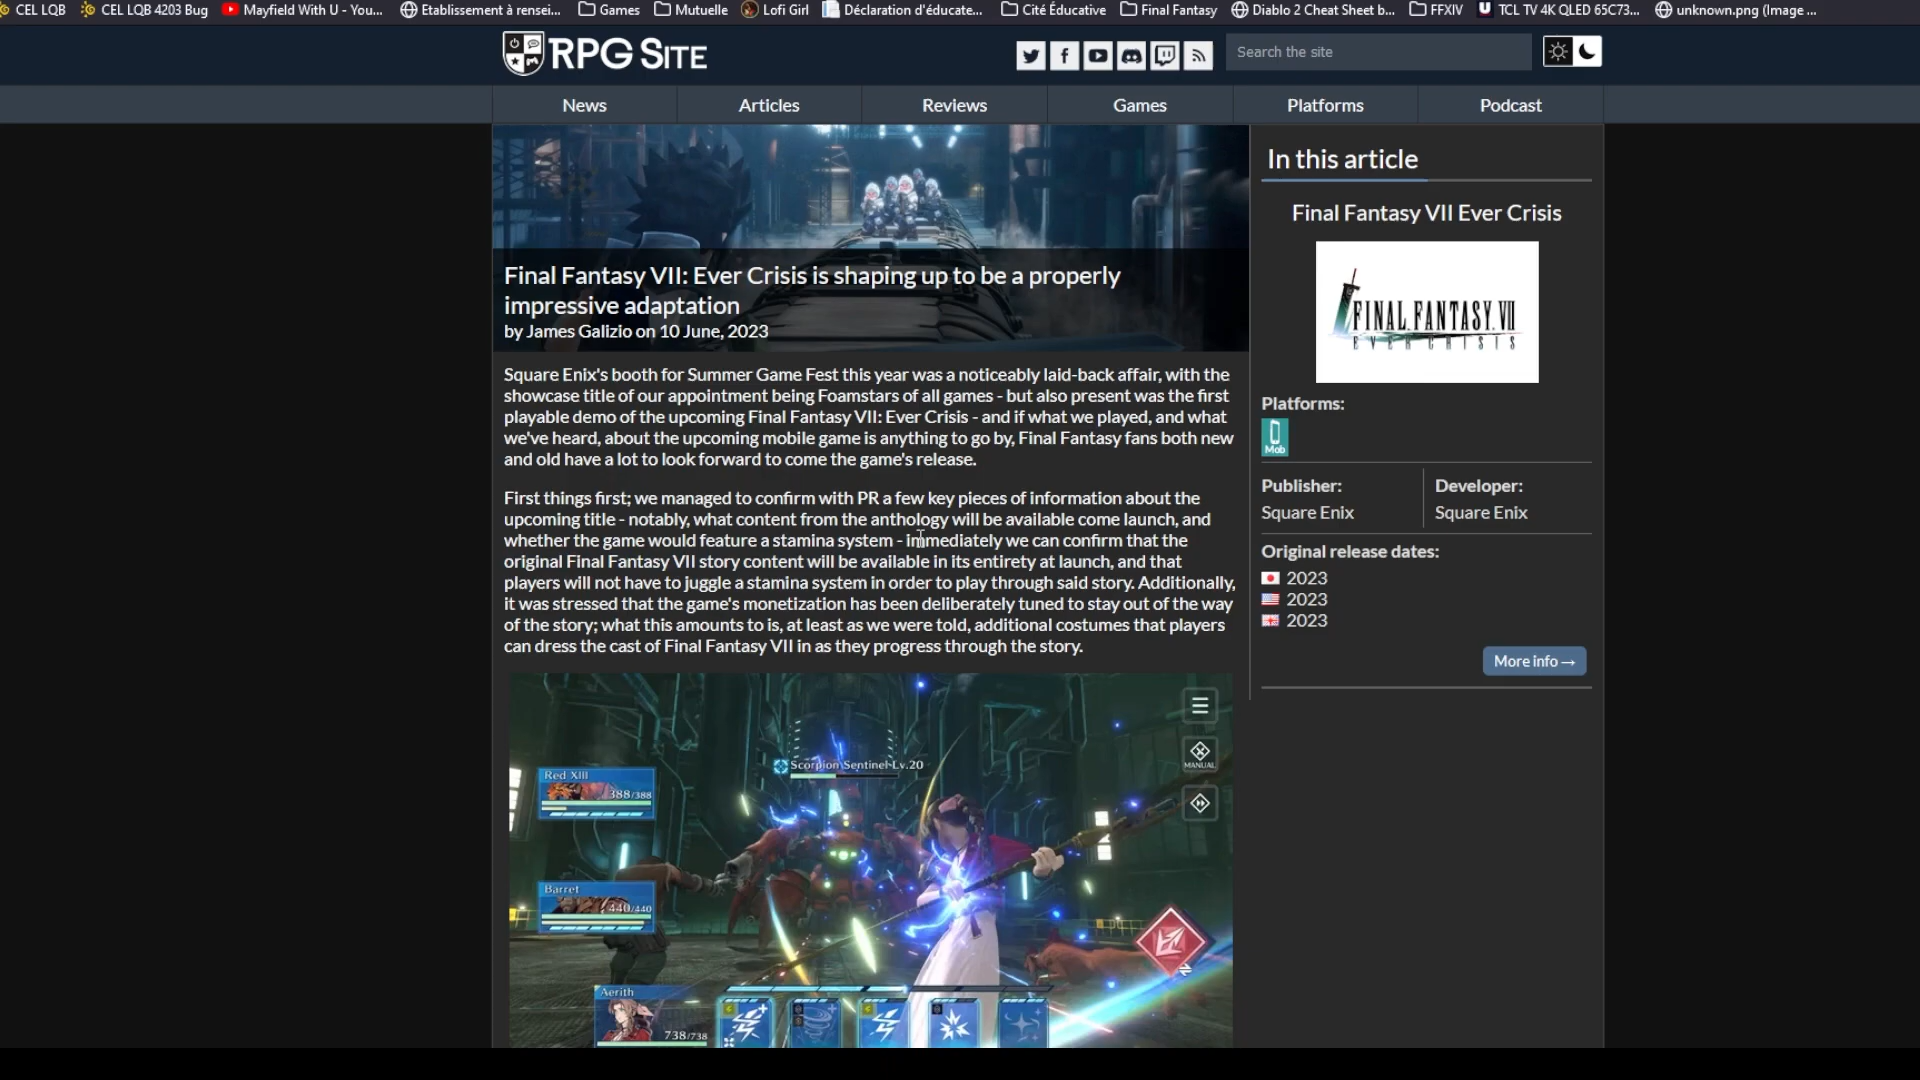 CEL LQB
CEL LQB 4203 Bug
Mayfield With U - You...
Etablissement à rensei...
Games
Mutuelle
Lofi Girl
Déclaration d'éducate...
Cité Éducative
Final Fantasy
Diablo 2 Cheat Sheet b...
FFXIV
TCL TV 4K QLED 65C73...
unknown.png (Image ...
RPG SITE
Search the site
News
Articles
Reviews
Games
Platforms
Podcast
Final Fantasy VII: Ever Crisis is shaping up to be a properly
impressive adaptation
by James Galizio on 10 June, 2023
Square Enix's booth for Summer Game Fest this year was a noticeably laid-back affair, with the
showcase title of our appointment being Foamstars of all games - but also present was the first
playable demo of the upcoming Final Fantasy VII: Ever Crisis - and if what we played, and what
we've heard, about the upcoming mobile game is anything to go by, Final Fantasy fans both new
and old have a lot to look forward to come the game's release.
First things first; we managed to confirm with PR a few key pieces of information about the
upcoming title - notably, what content from the anthology will be available come launch, and
whether the game would feature a stamina system - immediately we can confirm that the
original Final Fantasy VII story content will be available in its entirety at launch, and that
players will not have to juggle a stamina system in order to play through said story. Additionally,
it was stressed that the game's monetization has been deliberately tuned to stay out of the way
of the story; what this amounts to is, at least as we were told, additional costumes that players
can dress the cast of Final Fantasy VII in as they progress through the story.
Scorpion Sentinel Lv.20
MANUAL
Red XIII
388/388
Barret
440/440
Aerith
738/738
In this article
Final Fantasy VII Ever Crisis
FINAL FANTASY VII
EVER CRISIS
Platforms:
Mob
Publisher:
Square Enix
Developer:
Square Enix
Original release dates:
2023
2023
2023
More info →